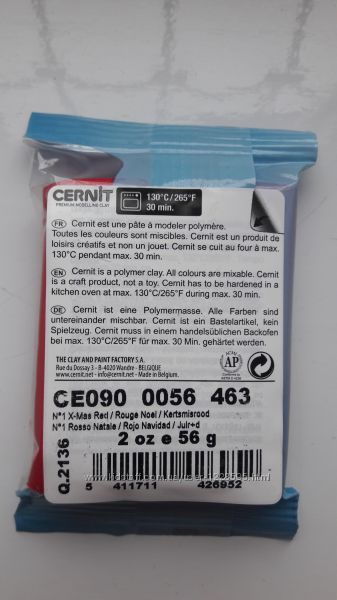 CERNIT
PREMIUM MODELLING CLAY
130°C/265°F
30 min.
FR Cernit est une pâte à modeler polymère.
Toutes les couleurs sont miscibles. Cernit est un produit de
loisirs créatifs et non un jouet. Cernit se cuit au four à max.
130°C pendant max. 30 min.
EN Cernit is a polymer clay. All colours are mixable. Cernit
is a craft product, not a toy. Cernit has to be hardened in a
kitchen oven at max. 130°C/265°F during max. 30 min.
DE Cernit ist eine Polymermasse. Alle Farben sind
untereinander mischbar. Cernit ist ein Bastelartikel, kein
Spielzeug. Cernit muss in einem handelsüblichen Backofen
bei max. 130°C/265°F für max. 30 Min. gehärtet werden.
THE CLAY AND PAINT FACTORY S.A.
Rue du Dossay 3 - B-4020 Wandre - BELGIQUE
www.cernit.net - info@cernit.net - Made in BELGIUM
AP
CE090 0056 463
N°1 X-Mas Red / Rouge Noel / Kertsmisrood
N°1 Rosso Natale / Rojo Navidad / Julr+d
2 oz e 56 g
Q.2136
5 411711 426952